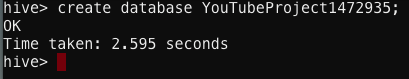 hive> create database YouTubeProject1472935;
OK
Time taken: 2.595 seconds
hive>